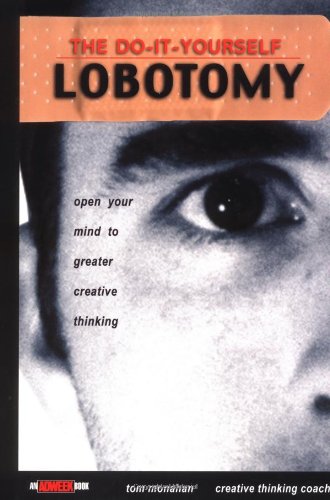 THE DO-IT-YOURSELF
LOBOTOMY
open your
mind to
greater
creative
thinking
AN ADWEEK BOOK
tom monahan creative thinking coach